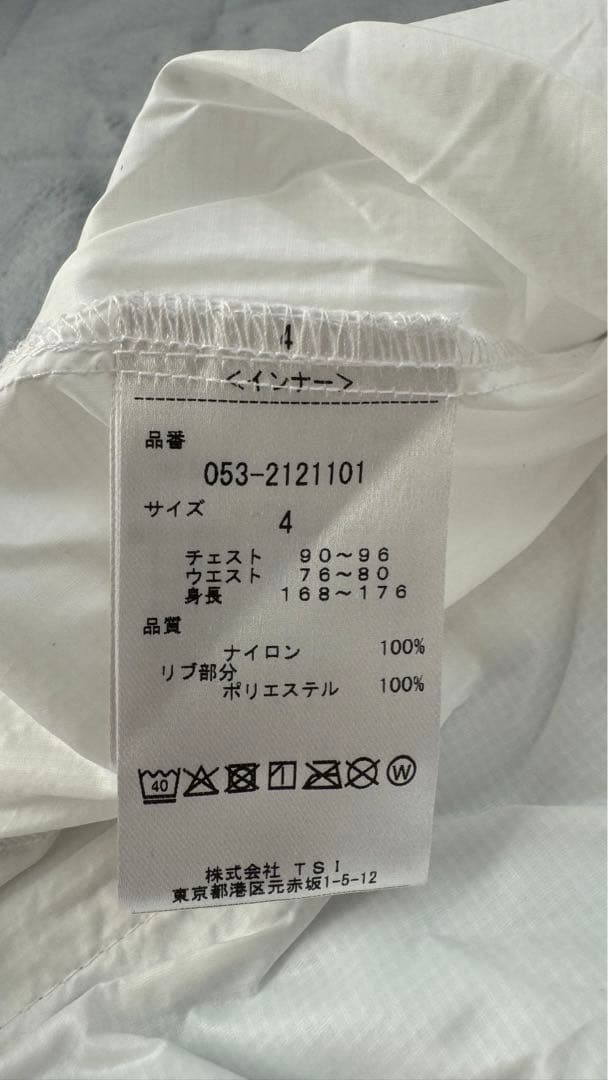 4
<インナー>
品番
053-2121101
サイズ
4
チェスト 90〜96
ウエスト 76〜80
身長 168〜176
品質
ナイロン 100%
リブ部分
ポリエステル 100%
40
W
株式会社 TSI
東京都港区元赤坂1-5-12